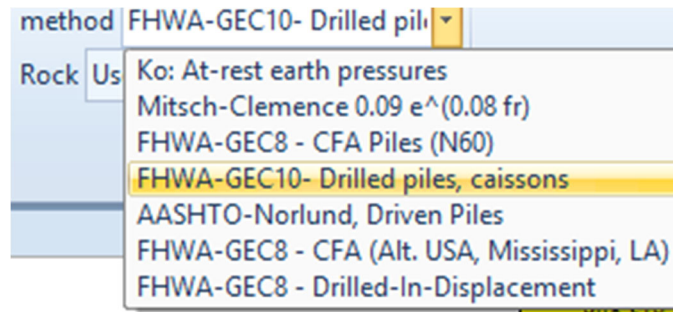 method FHWA-GEC10- Drilled pil
Rock Us
Ko: At-rest earth pressures
Mitsch-Clemence 0.09 e^(0.08 fr)
FHWA-GEC8 - CFA Piles (N60)
FHWA-GEC10- Drilled piles, caissons
AASHTO-Norlund, Driven Piles
FHWA-GEC8 - CFA (Alt. USA, Mississippi, LA)
FHWA-GEC8 - Drilled-In-Displacement